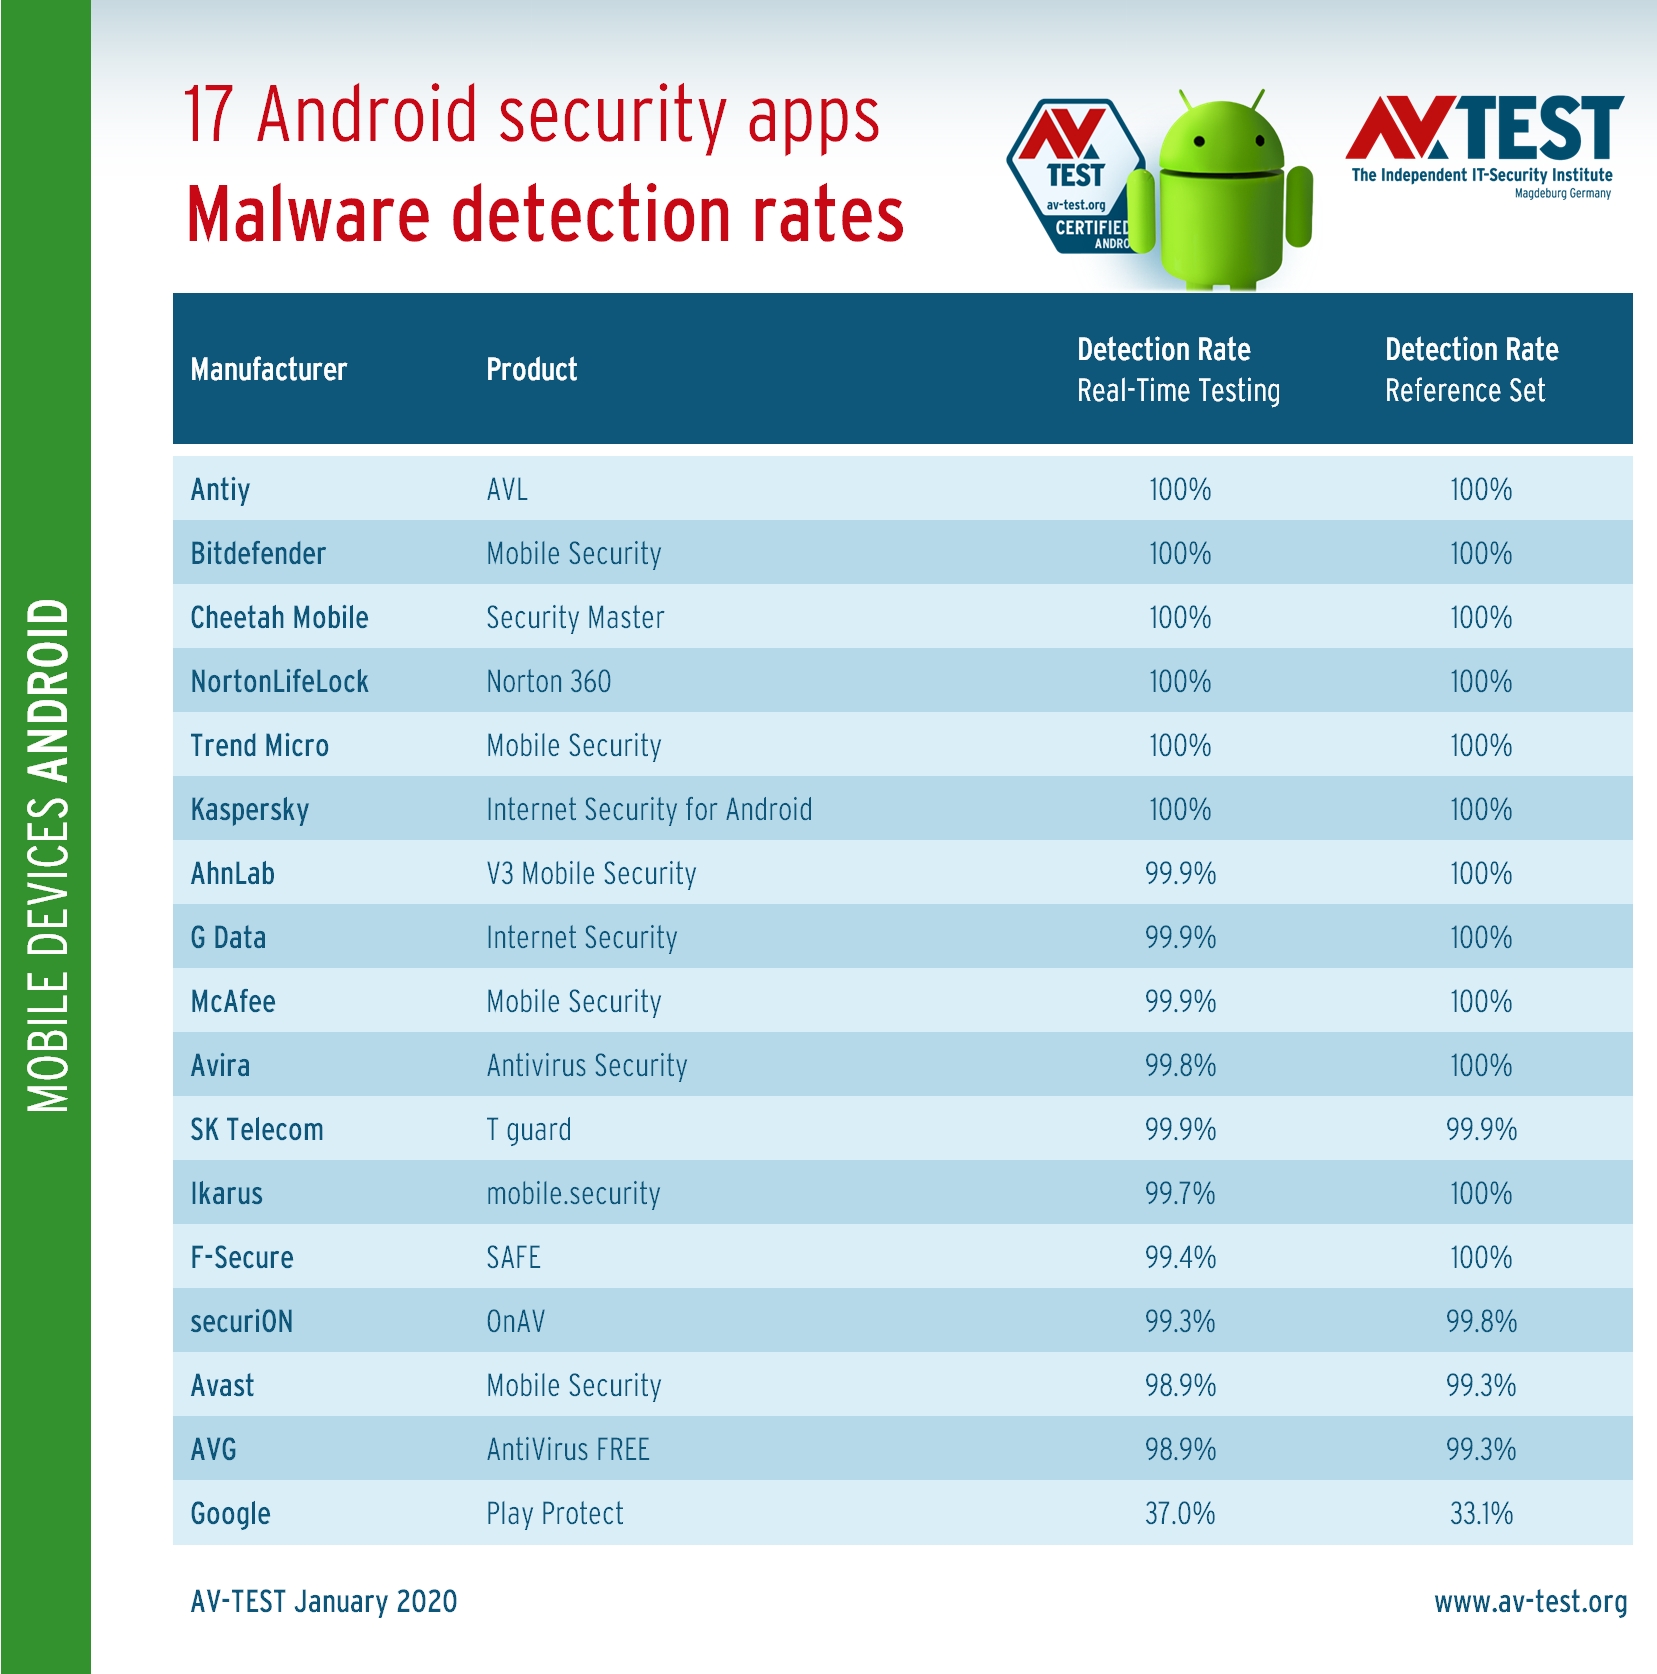 17 Android security apps
Malware detection rates
AV TEST
av-test.org
CERTIFIED
ANDRO
AV TEST
The Independent IT-Security Institute
Magdeburg Germany
MOBILE DEVICES ANDROID
Manufacturer Product Detection Rate Real-Time Testing Detection Rate Reference Set
Antiy AVL 100% 100%
Bitdefender Mobile Security 100% 100%
Cheetah Mobile Security Master 100% 100%
NortonLifeLock Norton 360 100% 100%
Trend Micro Mobile Security 100% 100%
Kaspersky Internet Security for Android 100% 100%
AhnLab V3 Mobile Security 99.9% 100%
G Data Internet Security 99.9% 100%
McAfee Mobile Security 99.9% 100%
Avira Antivirus Security 99.8% 100%
SK Telecom T guard 99.9% 99.9%
Ikarus mobile.security 99.7% 100%
F-Secure SAFE 99.4% 100%
securiON OnAV 99.3% 99.8%
Avast Mobile Security 98.9% 99.3%
AVG AntiVirus FREE 98.9% 99.3%
Google Play Protect 37.0% 33.1%
AV-TEST January 2020 www.av-test.org